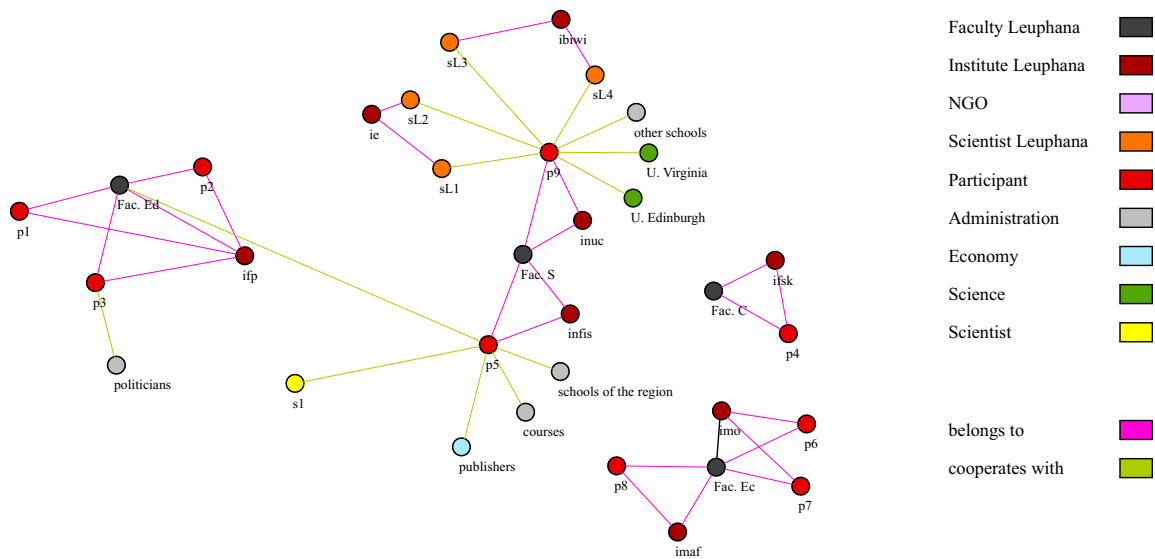 ibiwi
sL3
sL4
sL2
ie
other schools
p9
U. Virginia
sL1
p2
Fac. Ed
p1
U. Edinburgh
inuc
ifp
Fac. S
ifsk
p3
Fac. C
infis
p4
p5
politicians
schools of the region
s1
courses
imo
p6
publishers
p8
Fac. Ec
p7
imaf
Faculty Leuphana
Institute Leuphana
NGO
Scientist Leuphana
Participant
Administration
Economy
Science
Scientist
belongs to
cooperates with